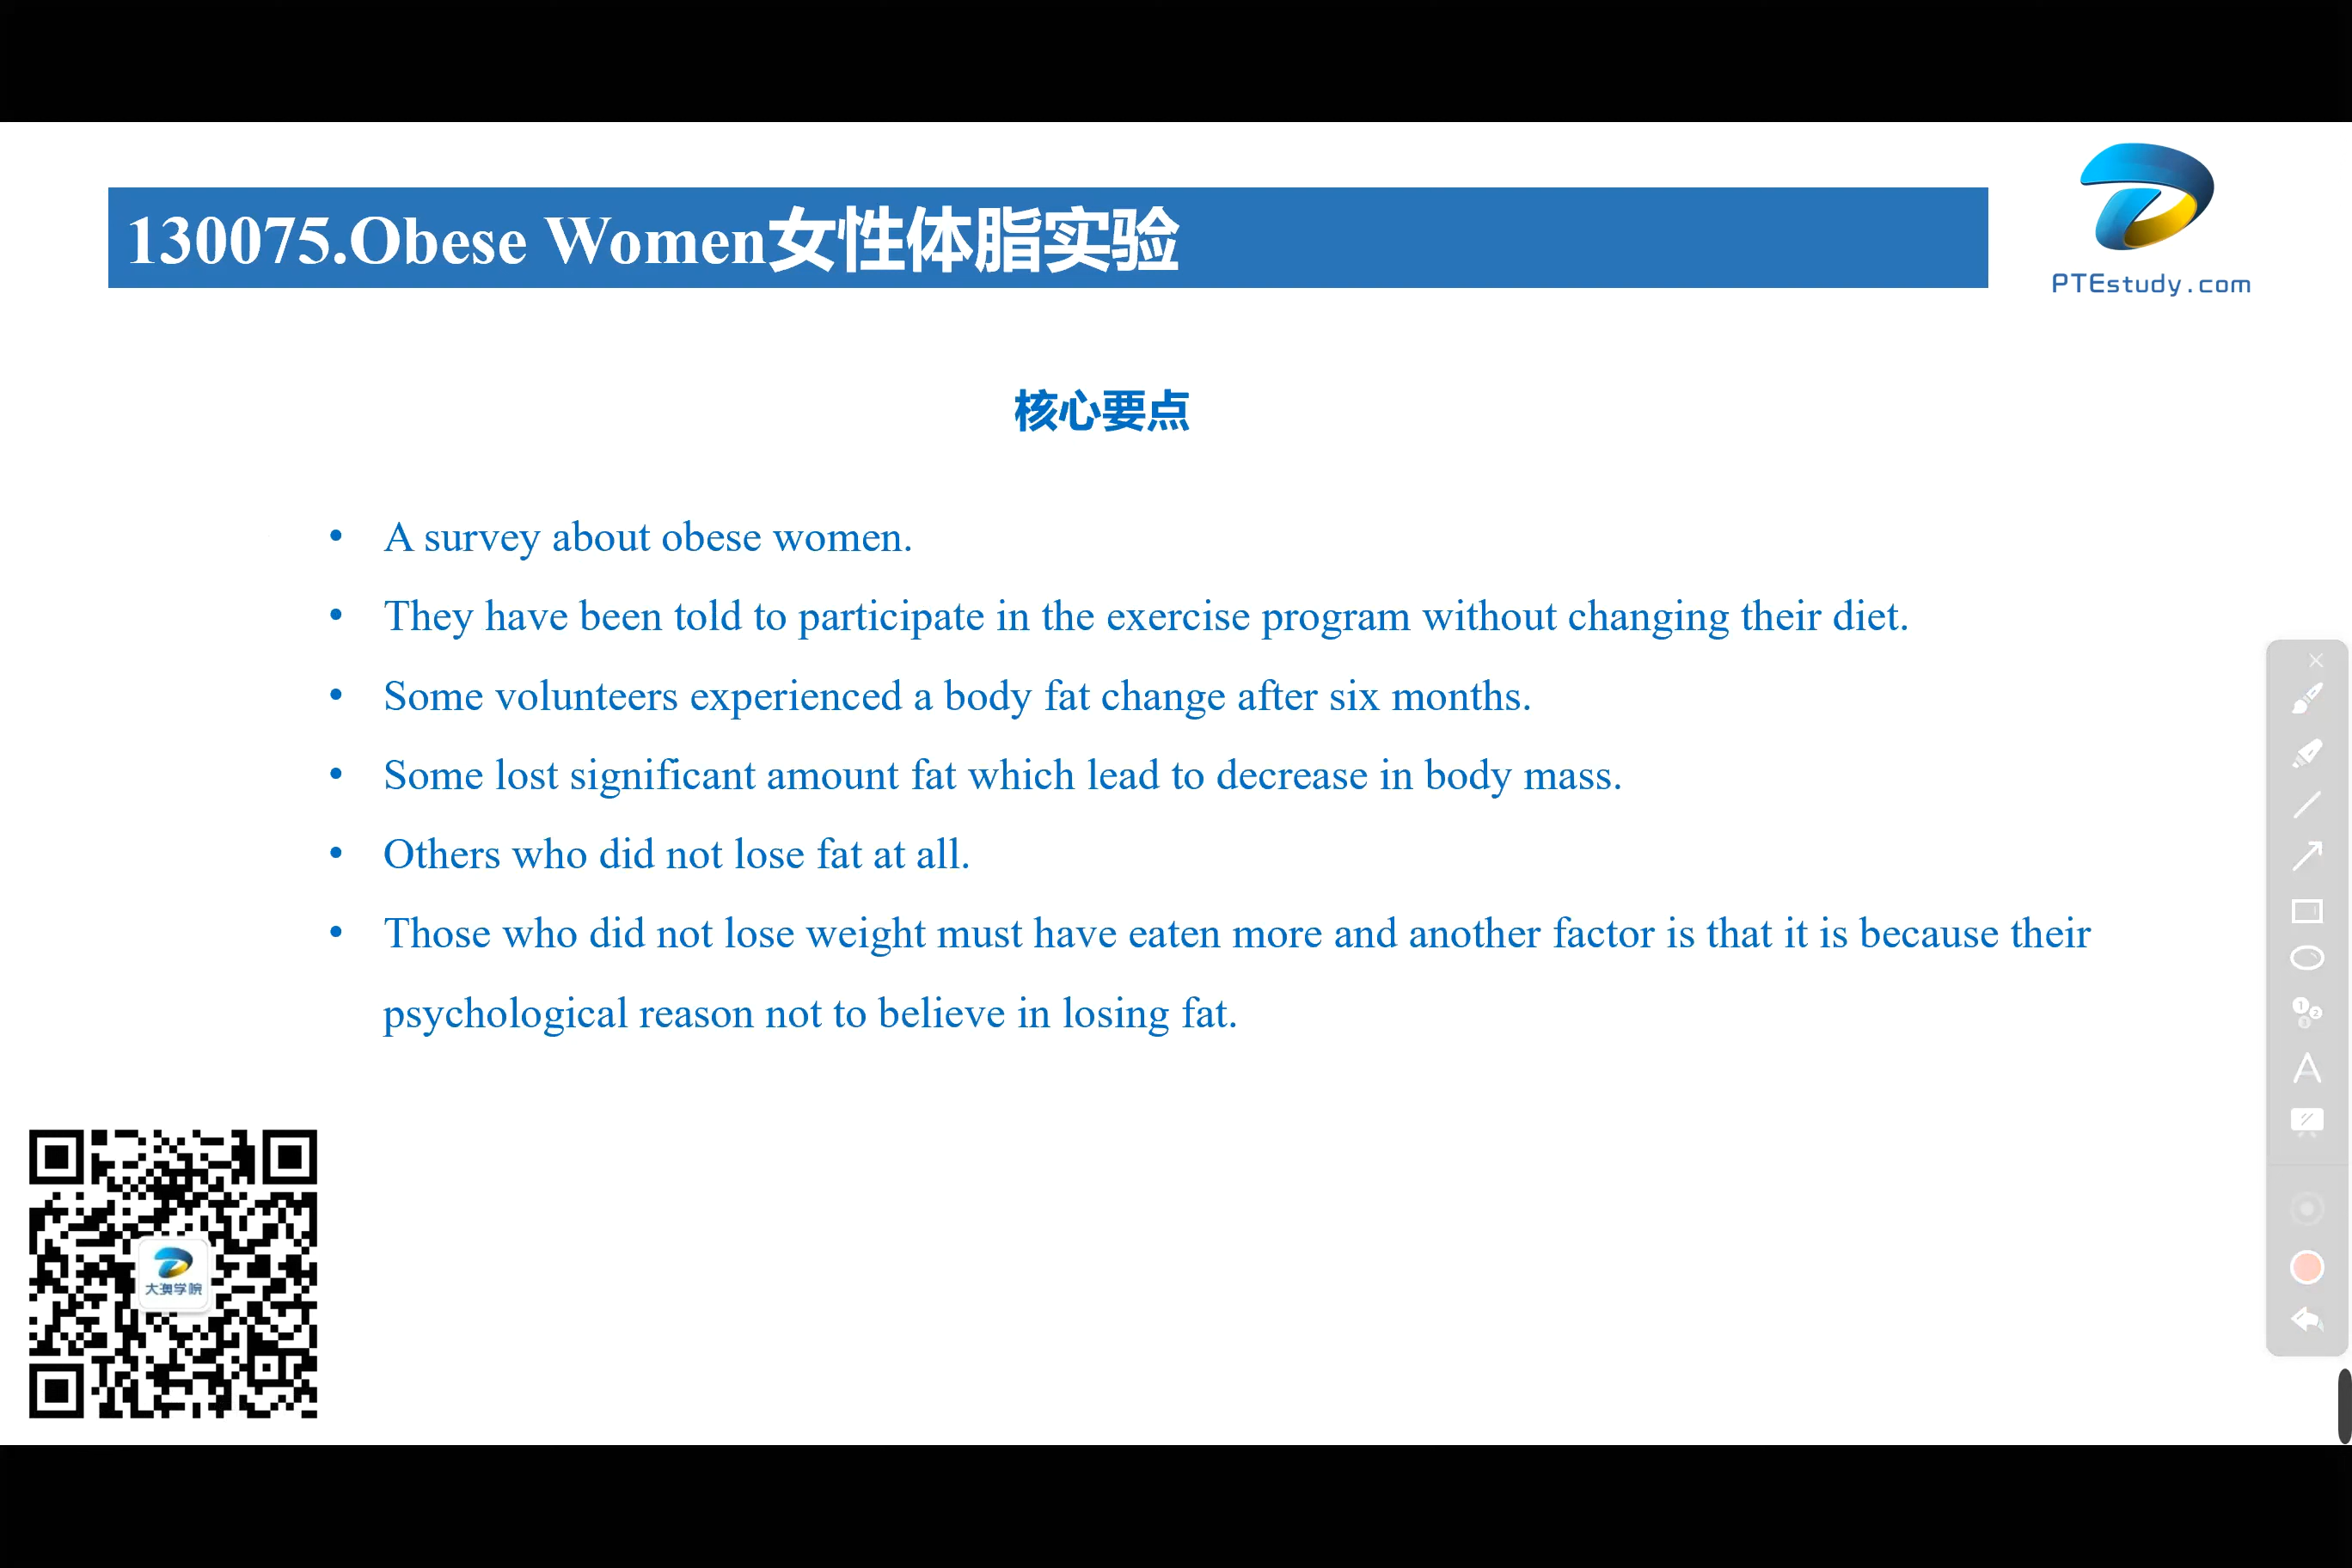 130075.Obese Women女性体脂实验
PTEstudy.com
核心要点
• A survey about obese women.
• They have been told to participate in the exercise program without changing their diet.
• Some volunteers experienced a body fat change after six months.
• Some lost significant amount fat which lead to decrease in body mass.
• Others who did not lose fat at all.
• Those who did not lose weight must have eaten more and another factor is that it is because their
psychological reason not to believe in losing fat.
大澳学院